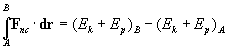 ∫_A^B F_nc · dr = (E_k + E_p)_B − (E_k + E_p)_A